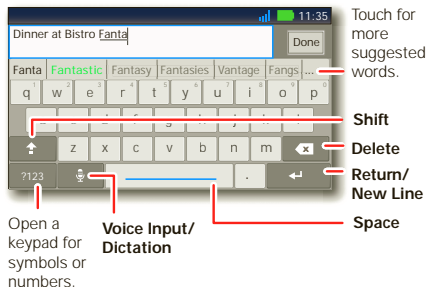 11:35
Touch for
more
suggested
words.
Dinner at Bistro Fanta
Done
Fanta Fantastic Fantasy Fantasies Vantage Fangs ...
q w e r t y u i o p
z x c v b n m
?123 .
Shift
Delete
Return/
New Line
Space
Voice Input/
Dictation
Open a
keypad for
symbols or
numbers.